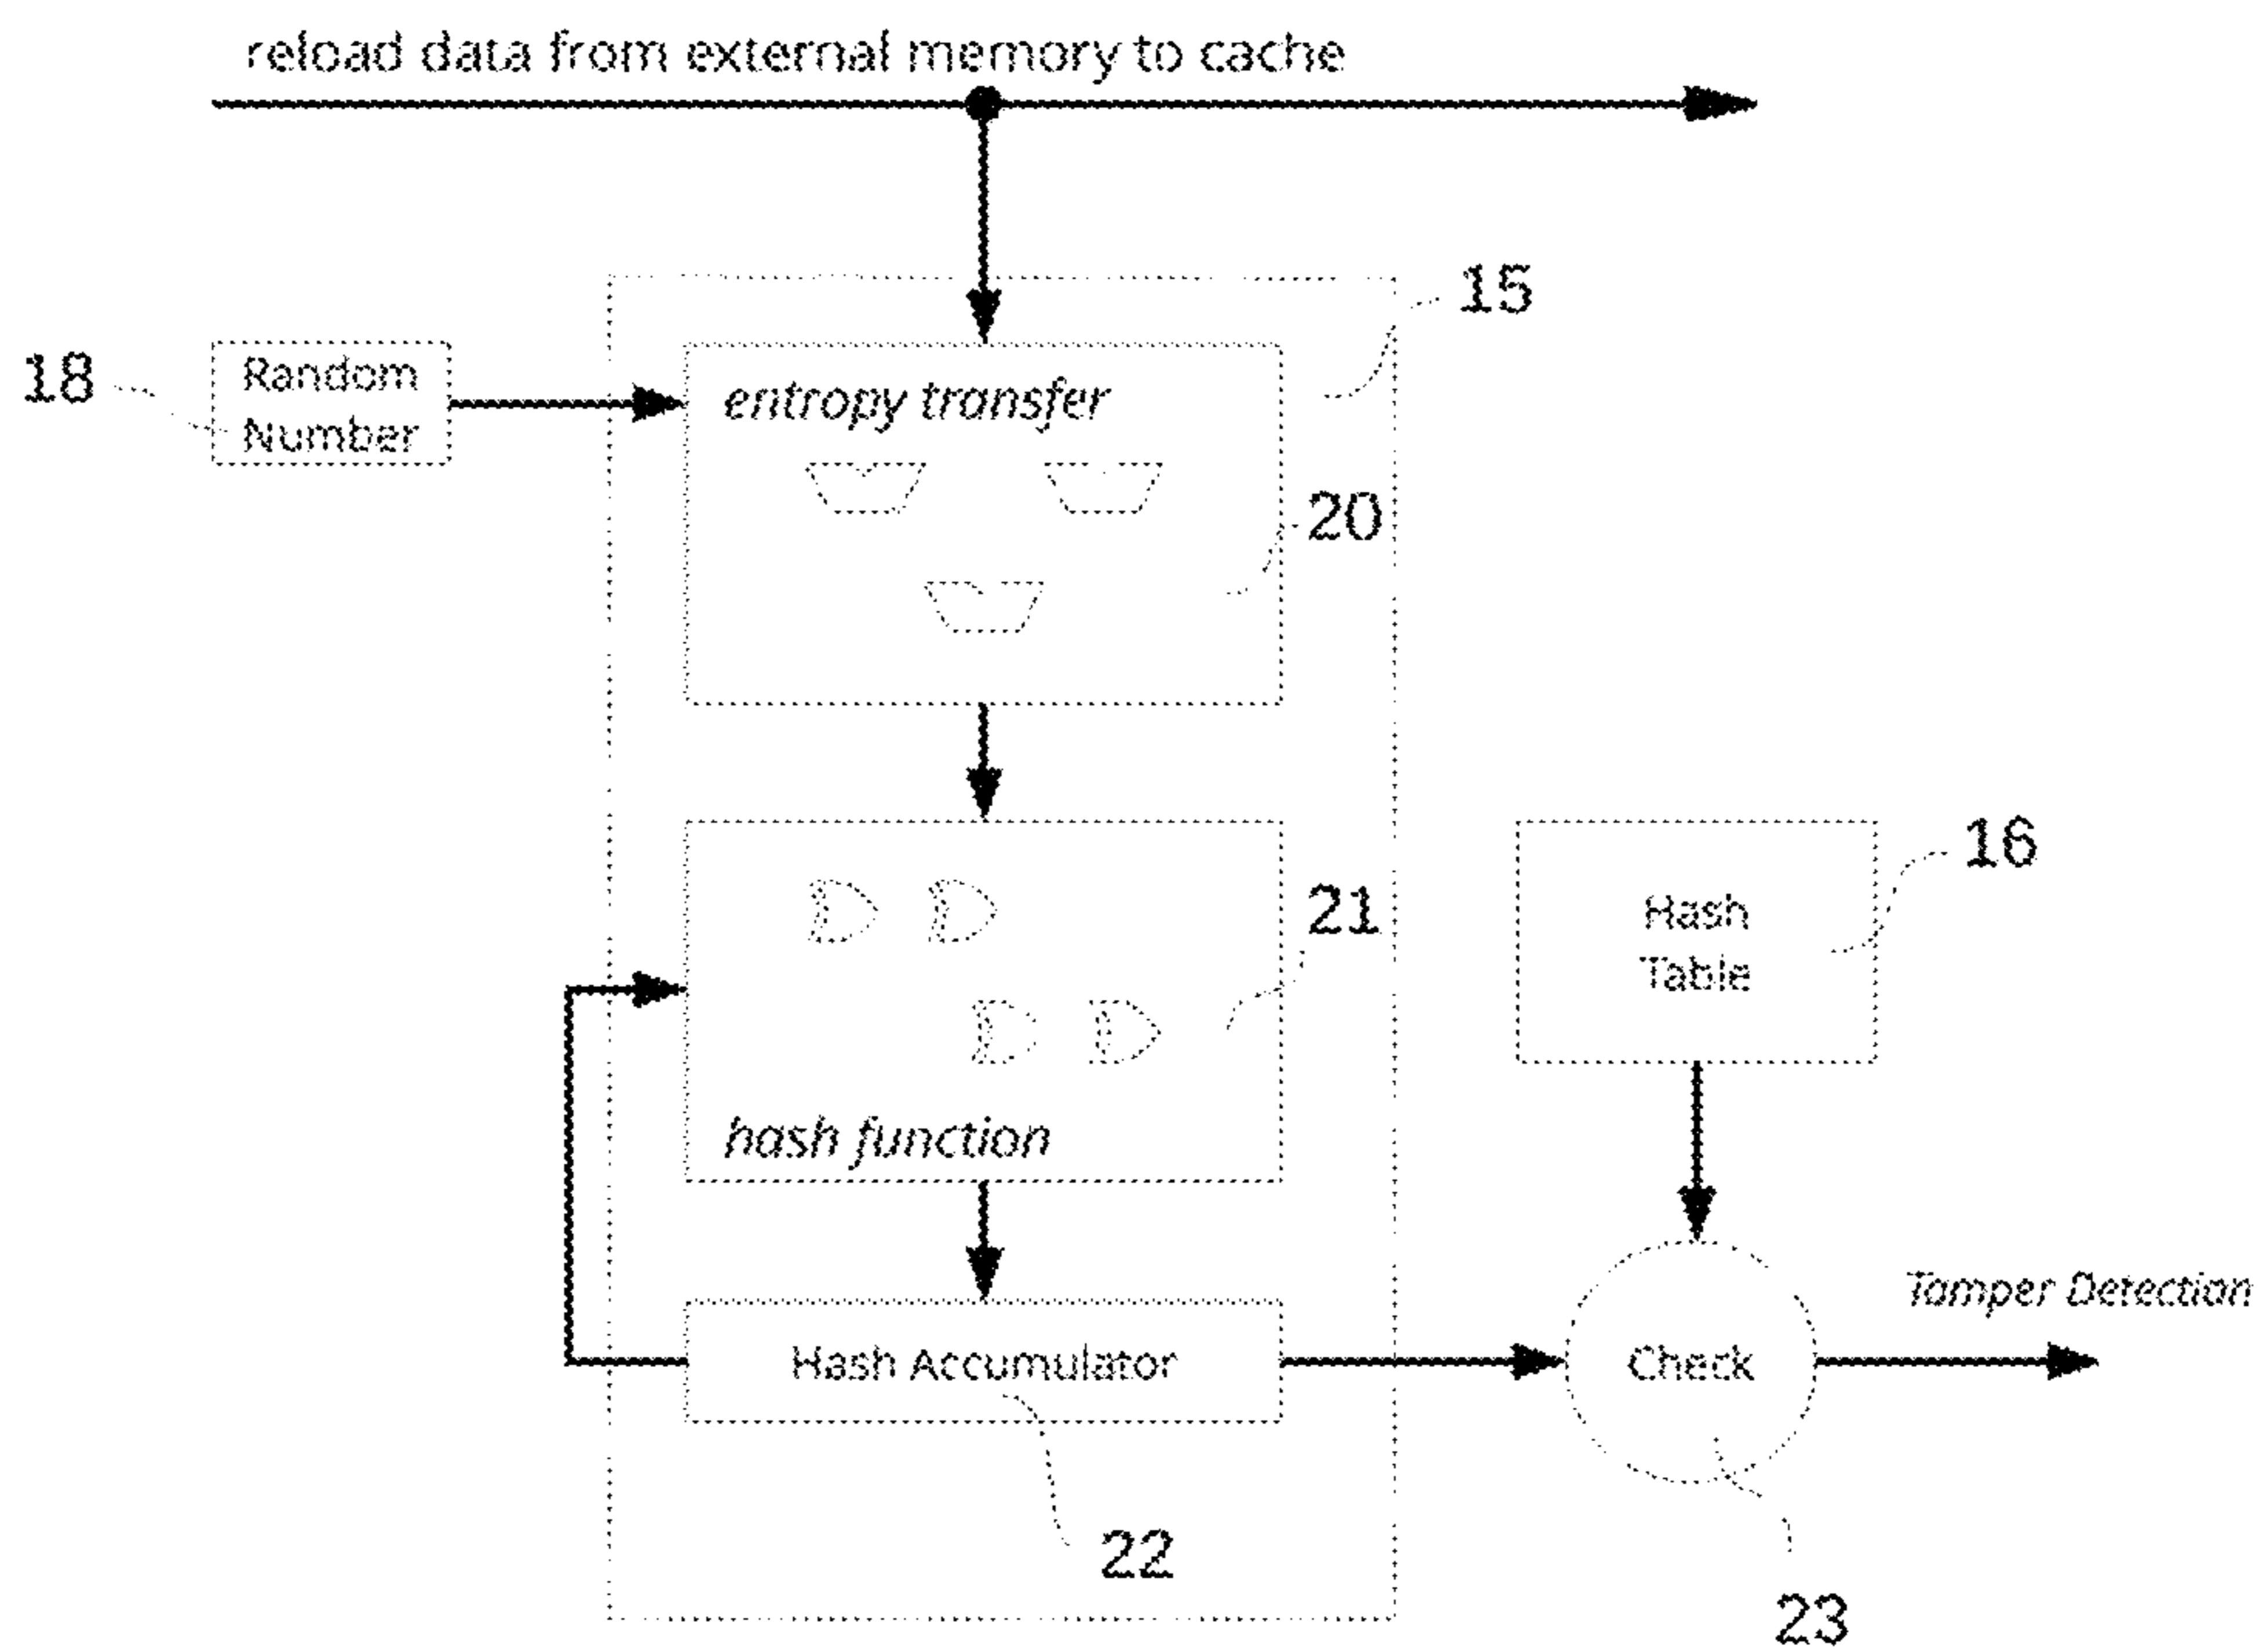 reload data from external memory to cache
15
18
Random
Number
entropy transfer
20
21
hash function
16
Hash
Table
Hash Accumulator
22
Check
23
Tamper Detection